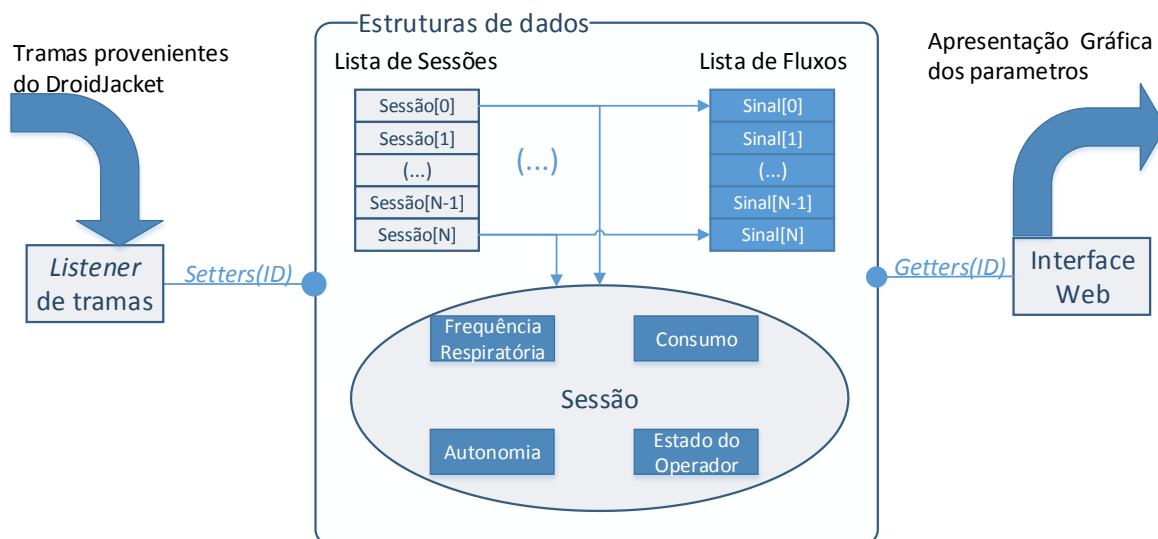 Estruturas de dados
Tramas provenientes
do DroidJacket
Lista de Sessões
Lista de Fluxos
Apresentação Gráfica
dos parametros
Sessão[0]
Sessão[1]
(...)
Sessão[N-1]
Sessão[N]
(...)
Sinal[0]
Sinal[1]
(...)
Sinal[N-1]
Sinal[N]
Listener
de tramas
Setters(ID)
Getters(ID)
Interface
Web
Frequência
Respiratória
Consumo
Sessão
Autonomia
Estado do
Operador